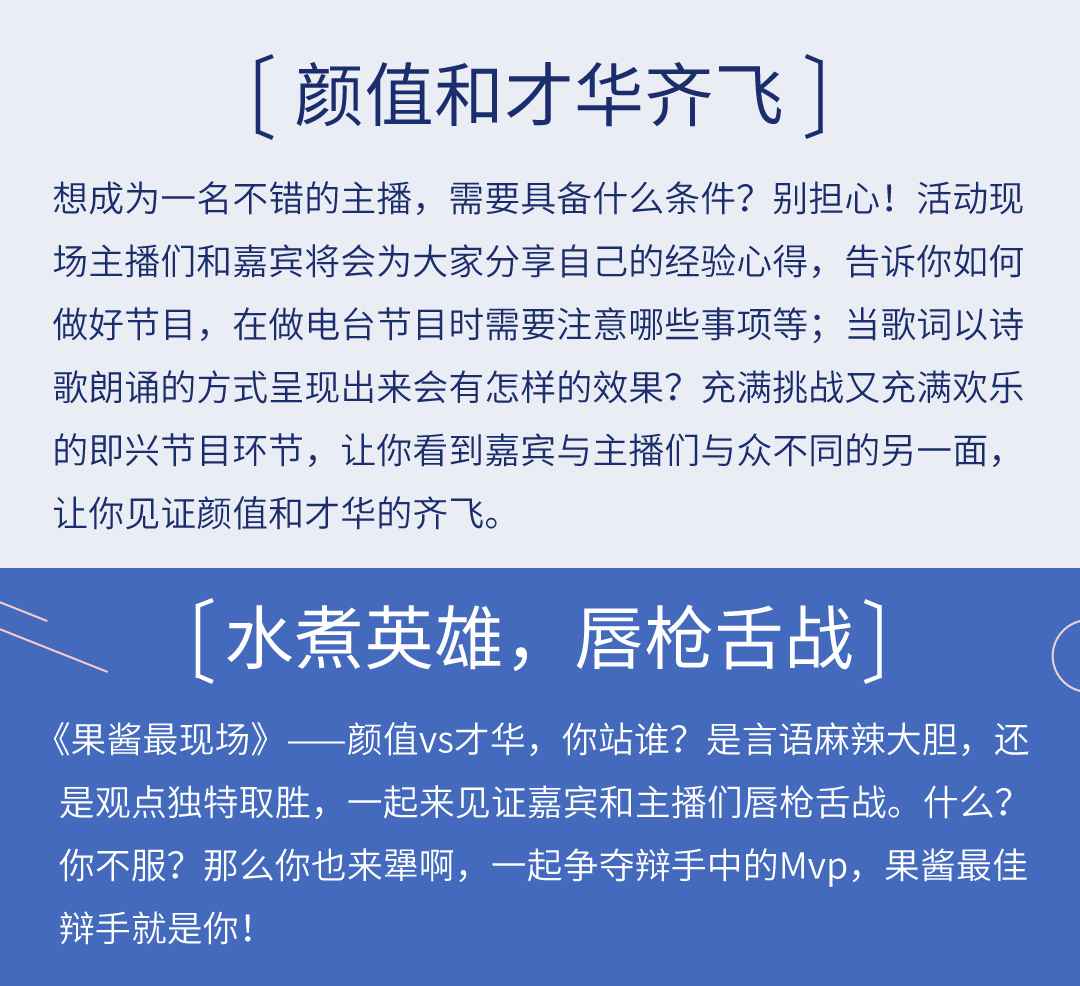 ［颜值和才华齐飞］
想成为一名不错的主播，需要具备什么条件？别担心！活动现
场主播们和嘉宾将会为大家分享自己的经验心得，告诉你如何
做好节目，在做电台节目时需要注意哪些事项等；当歌词以诗
歌朗诵的方式呈现出来会有怎样的效果？充满挑战又充满欢乐
的即兴节目环节，让你看到嘉宾与主播们与众不同的另一面，
让你见证颜值和才华的齐飞。
［水煮英雄，唇枪舌战］
《果酱最现场》——颜值vs才华，你站谁？是言语麻辣大胆，还
是观点独特取胜，一起来见证嘉宾和主播们唇枪舌战。什么？
你不服？那么你也来犟啊，一起争夺辩手中的Mvp，果酱最佳
辩手就是你！